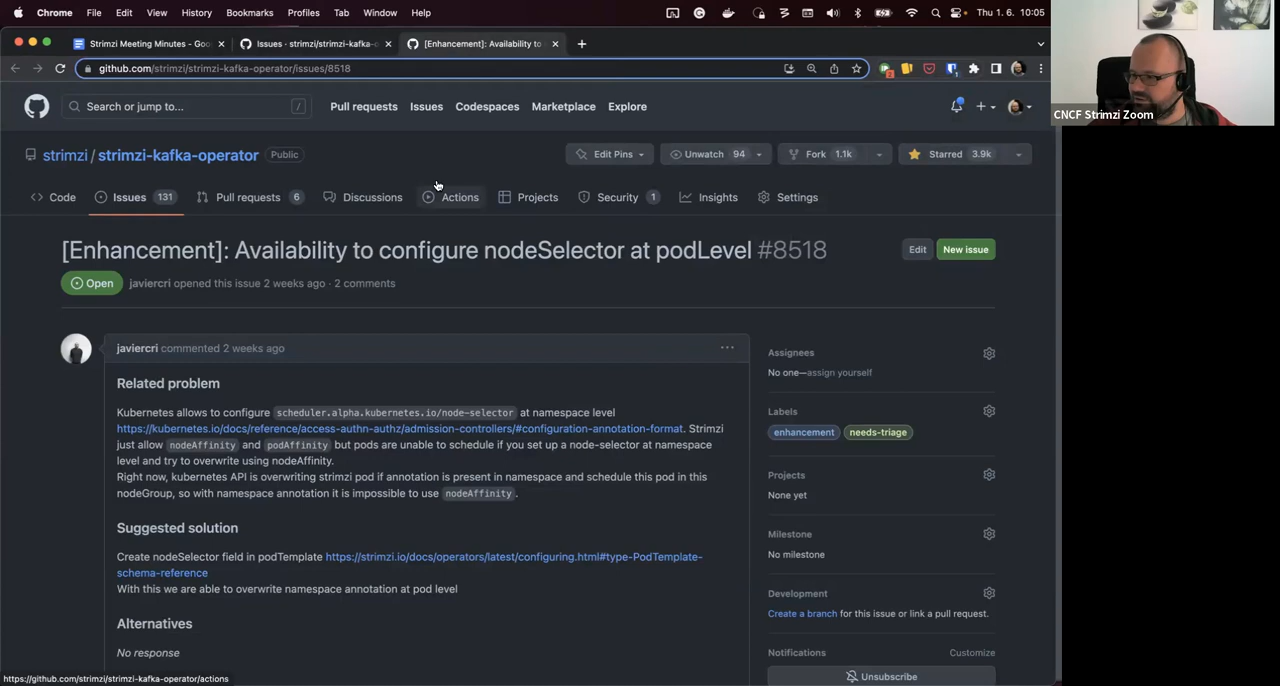 Chrome File Edit View History Bookmarks Profiles Tab Window Help Thu 1. 6. 10:05
Strimzi Meeting Minutes - Goo
Issues · strimzi/strimzi-kafka-o
[Enhancement]: Availability to
github.com/strimzi/strimzi-kafka-operator/issues/8518
CNCF Strimzi Zoom
Search or jump to... /
Pull requests Issues Codespaces Marketplace Explore
strimzi / strimzi-kafka-operator Public
Edit Pins Unwatch 94 Fork 1.1k Starred 3.9k
Code Issues 131 Pull requests 6 Discussions Actions Projects Security 1 Insights Settings
[Enhancement]: Availability to configure nodeSelector at podLevel #8518
Edit New issue
Open javiercri opened this issue 2 weeks ago · 2 comments
javiercri commented 2 weeks ago
Related problem
Kubernetes allows to configure scheduler.alpha.kubernetes.io/node-selector at namespace level
https://kubernetes.io/docs/reference/access-authn-authz/admission-controllers/#configuration-annotation-format. Strimzi
just allow nodeAffinity and podAffinity but pods are unable to schedule if you set up a node-selector at namespace
level and try to overwrite using nodeAffinity.
Right now, kubernetes API is overwriting strimzi pod if annotation is present in namespace and schedule this pod in this
nodeGroup, so with namespace annotation it is impossible to use nodeAffinity.
Suggested solution
Create nodeSelector field in podTemplate https://strimzi.io/docs/operators/latest/configuring.html#type-PodTemplate-
schema-reference
With this we are able to overwrite namespace annotation at pod level
Alternatives
No response
Assignees
No one—assign yourself
Labels
enhancement needs-triage
Projects
None yet
Milestone
No milestone
Development
Create a branch for this issue or link a pull request.
Notifications Customize
Unsubscribe
https://github.com/strimzi/strimzi-kafka-operator/actions